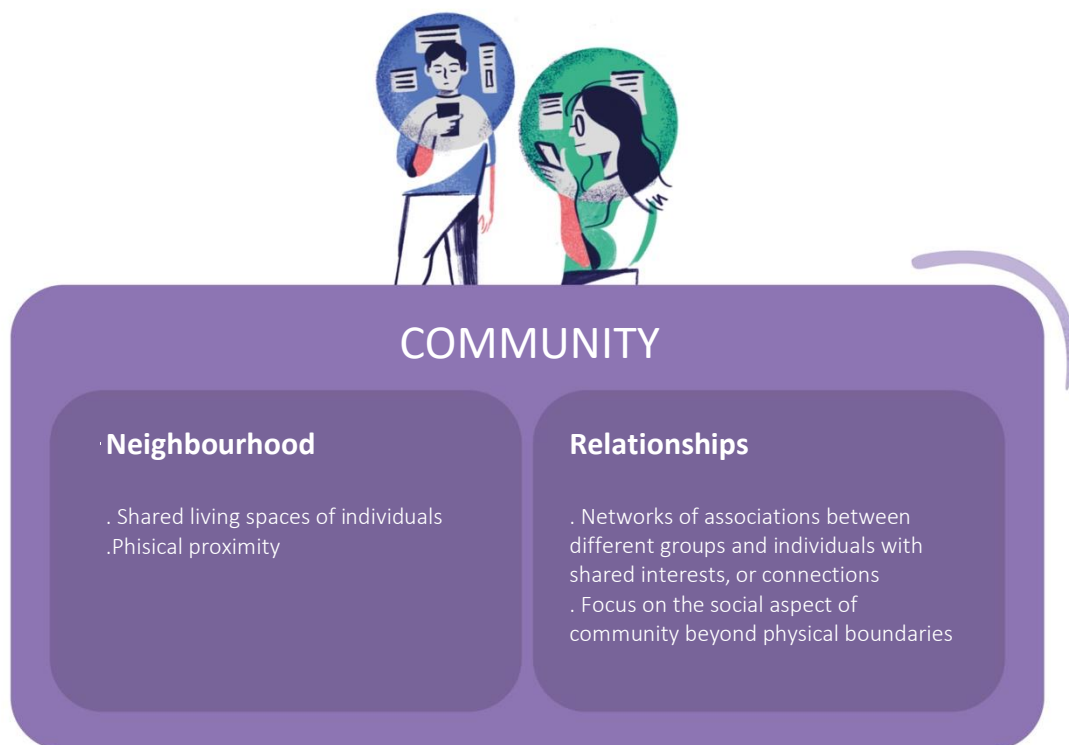 COMMUNITY
Neighbourhood
. Shared living spaces of individuals
.Phisical proximity
Relationships
. Networks of associations between
different groups and individuals with
shared interests, or connections
. Focus on the social aspect of
community beyond physical boundaries